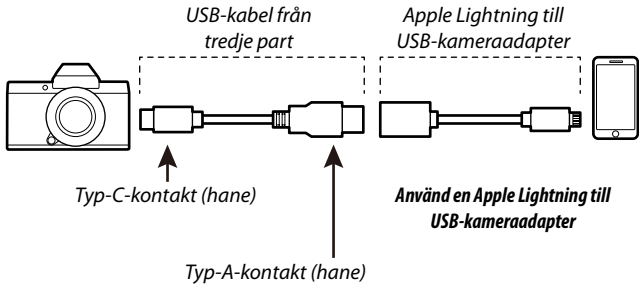 USB-kabel från
tredje part
Apple Lightning till
USB-kameraadapter
Typ-C-kontakt (hane)
Använd en Apple Lightning till
USB-kameraadapter
Typ-A-kontakt (hane)